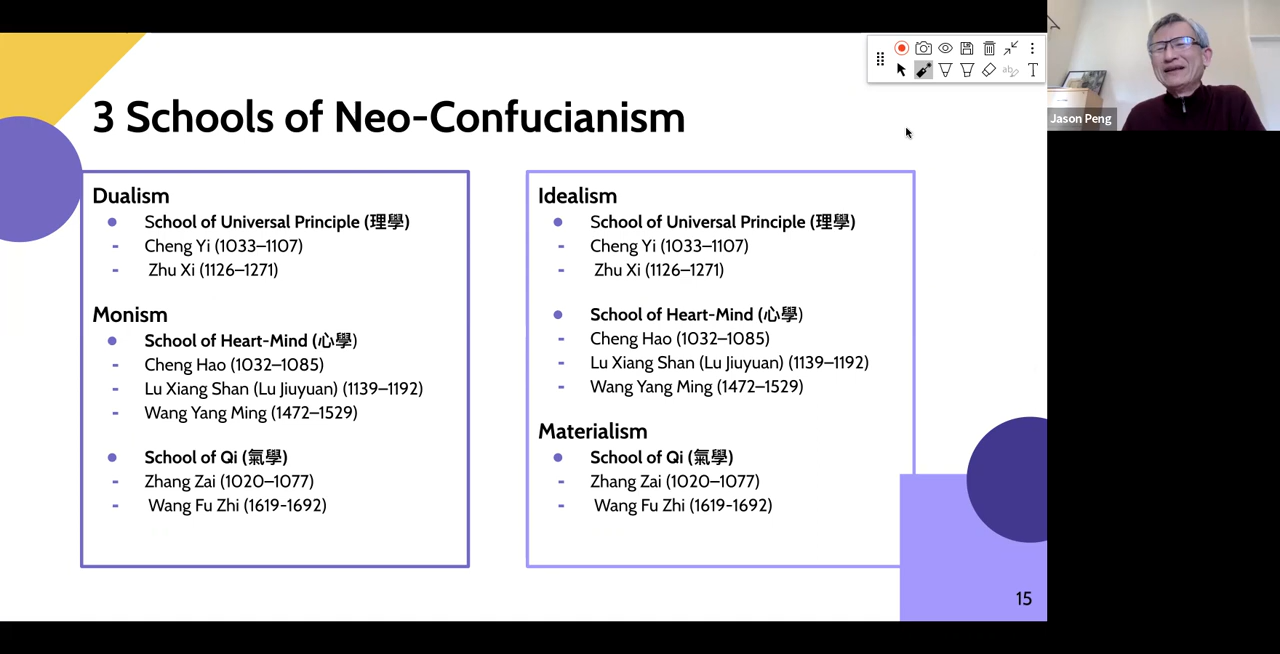 3 Schools of Neo-Confucianism
Dualism
● School of Universal Principle (理學)
- Cheng Yi (1033–1107)
- Zhu Xi (1126–1271)
Monism
● School of Heart-Mind (心學)
- Cheng Hao (1032–1085)
- Lu Xiang Shan (Lu Jiuyuan) (1139–1192)
- Wang Yang Ming (1472–1529)
● School of Qi (氣學)
- Zhang Zai (1020–1077)
- Wang Fu Zhi (1619-1692)
Idealism
● School of Universal Principle (理學)
- Cheng Yi (1033–1107)
- Zhu Xi (1126–1271)
● School of Heart-Mind (心學)
- Cheng Hao (1032–1085)
- Lu Xiang Shan (Lu Jiuyuan) (1139–1192)
- Wang Yang Ming (1472–1529)
Materialism
● School of Qi (氣學)
- Zhang Zai (1020–1077)
- Wang Fu Zhi (1619-1692)
15
Jason Peng